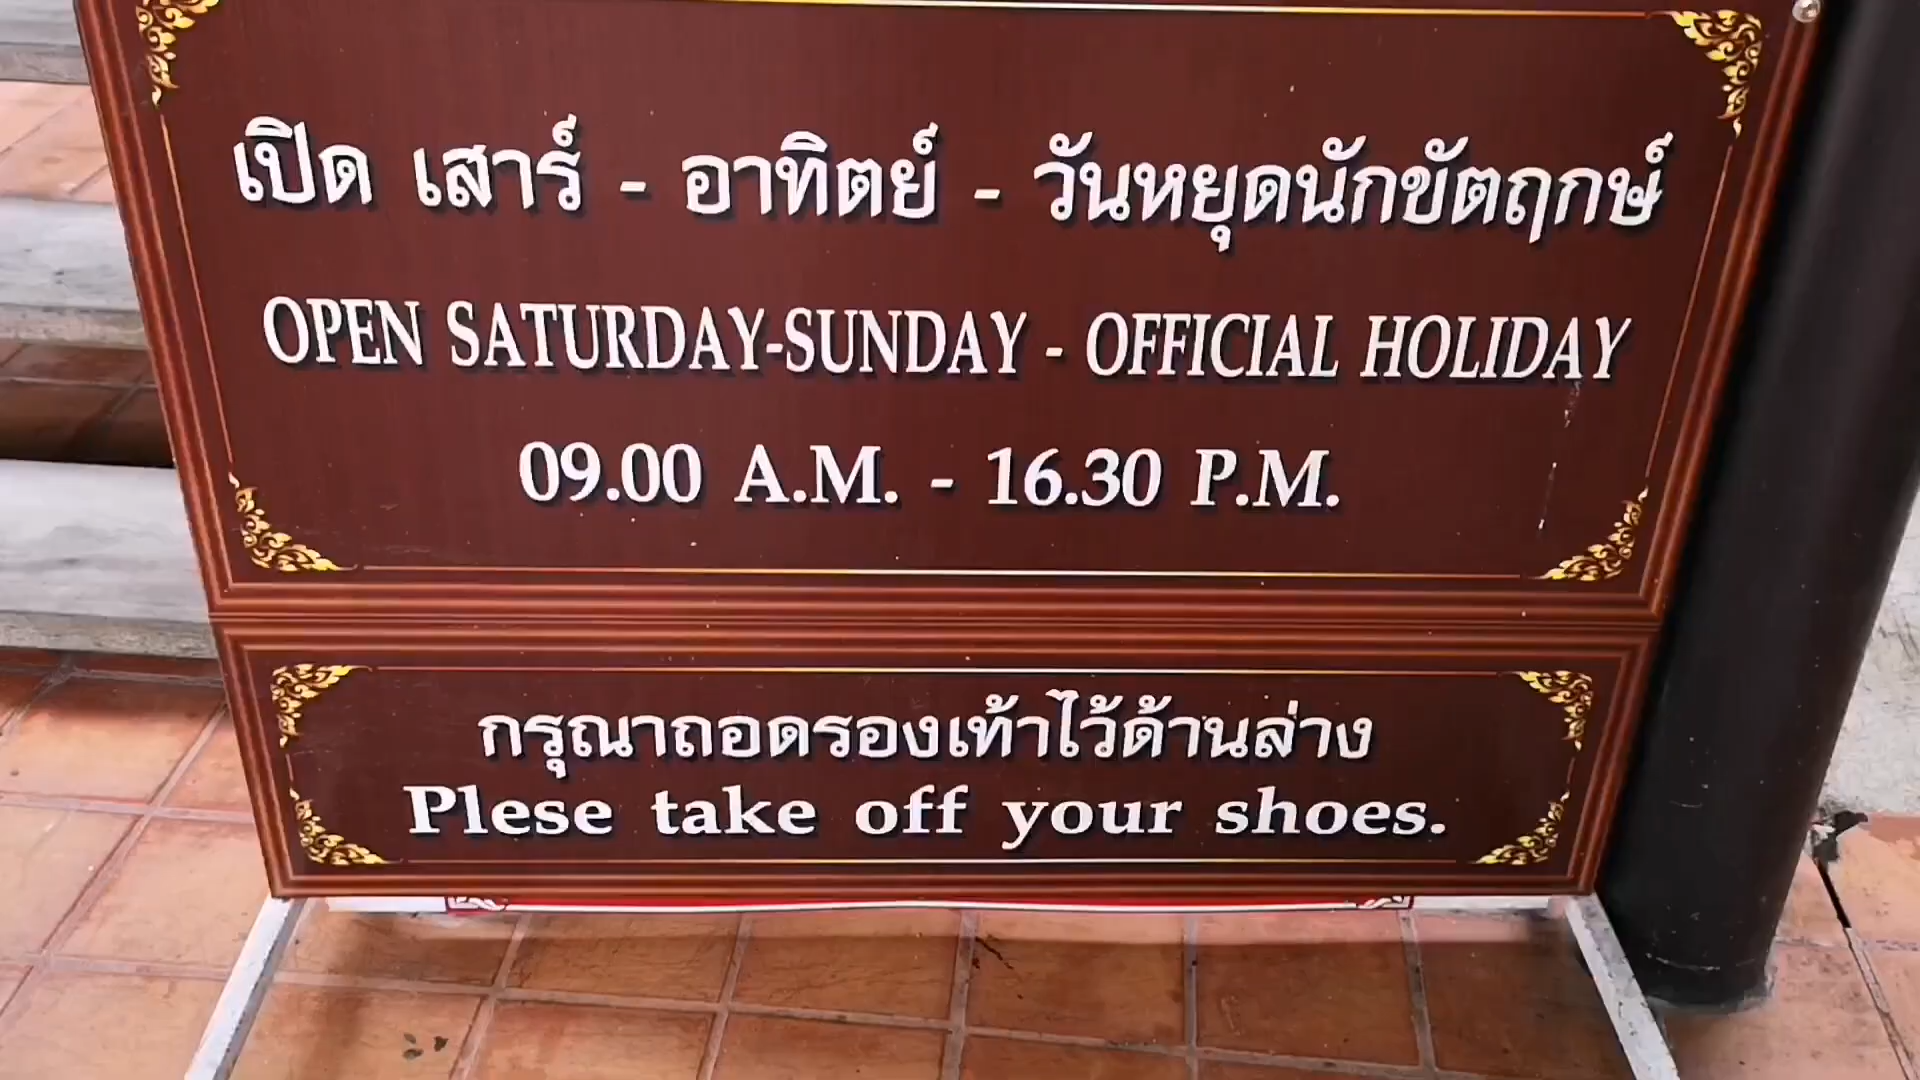 เปิด เสาร์ - อาทิตย์ - วันหยุดนักขัตฤกษ์
OPEN SATURDAY-SUNDAY - OFFICIAL HOLIDAY
09.00 A.M. - 16.30 P.M.
กรุณาถอดรองเท้าไว้ด้านล่าง
Plese take off your shoes.